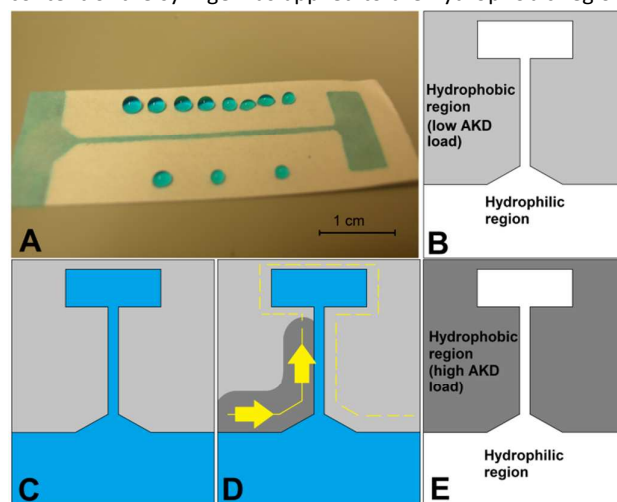 1 cm
A
Hydrophobic
region
(low AKD
load)
Hydrophilic
region
B
C
D
Hydrophobic
region
(high AKD
load)
Hydrophilic
region
E